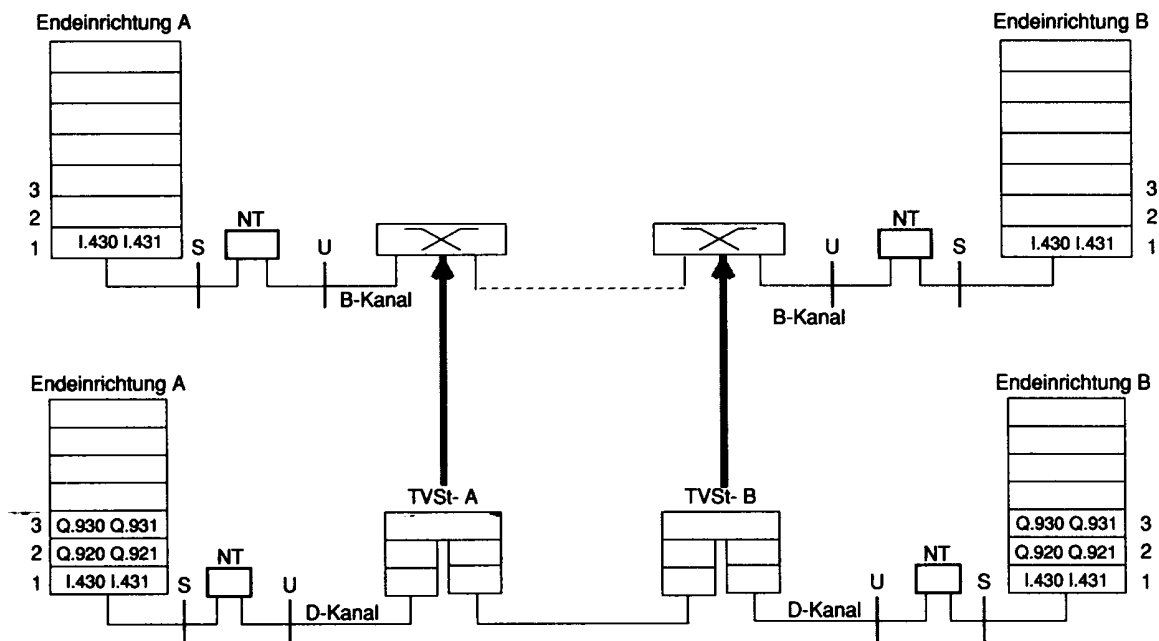 Endeinrichtung A
Endeinrichtung B
3
3
2
NT
NT
2
1
I.430 I.431
S
U
U
S
I.430 I.431
1
B-Kanal
B-Kanal
Endeinrichtung A
Endeinrichtung B
TVSt- A
TVSt- B
3
Q.930 Q.931
Q.930 Q.931
3
2
Q.920 Q.921
NT
NT
Q.920 Q.921
2
1
I.430 I.431
S
U
U
S
I.430 I.431
1
D-Kanal
D-Kanal